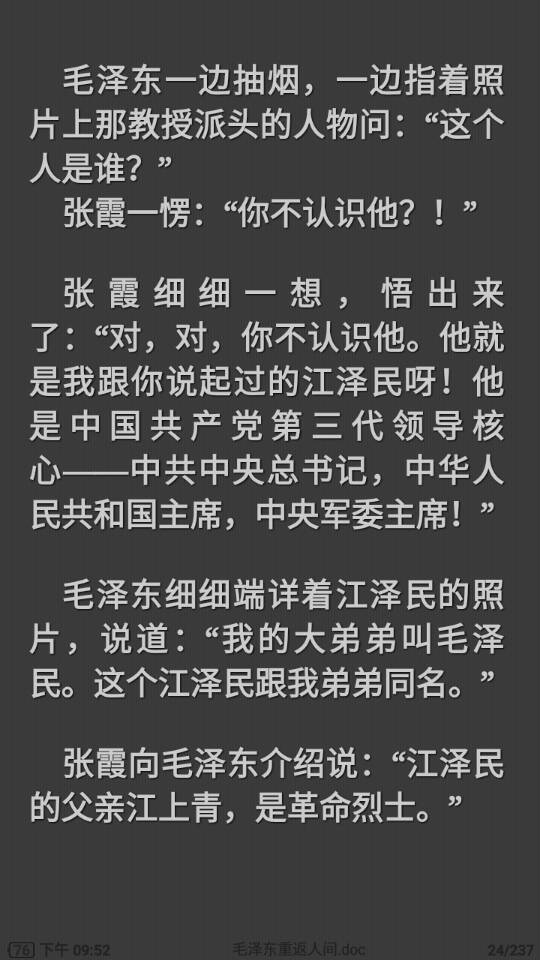 毛泽东一边抽烟，一边指着照
片上那教授派头的人物问：“这个
人是谁？”
张霞一愣：“你不认识他？！”
张霞细细一想，悟出来
了：“对，对，你不认识他。他就
是我跟你说起过的江泽民呀！他
是中国共产党第三代领导核
心——中共中央总书记，中华人
民共和国主席，中央军委主席！”
毛泽东细细端详着江泽民的照
片，说道：“我的大弟弟叫毛泽
民。这个江泽民跟我弟弟同名。”
张霞向毛泽东介绍说：“江泽民
的父亲江上青，是革命烈士。”
76 下午 09:52 毛泽东重返人间.doc 24/237